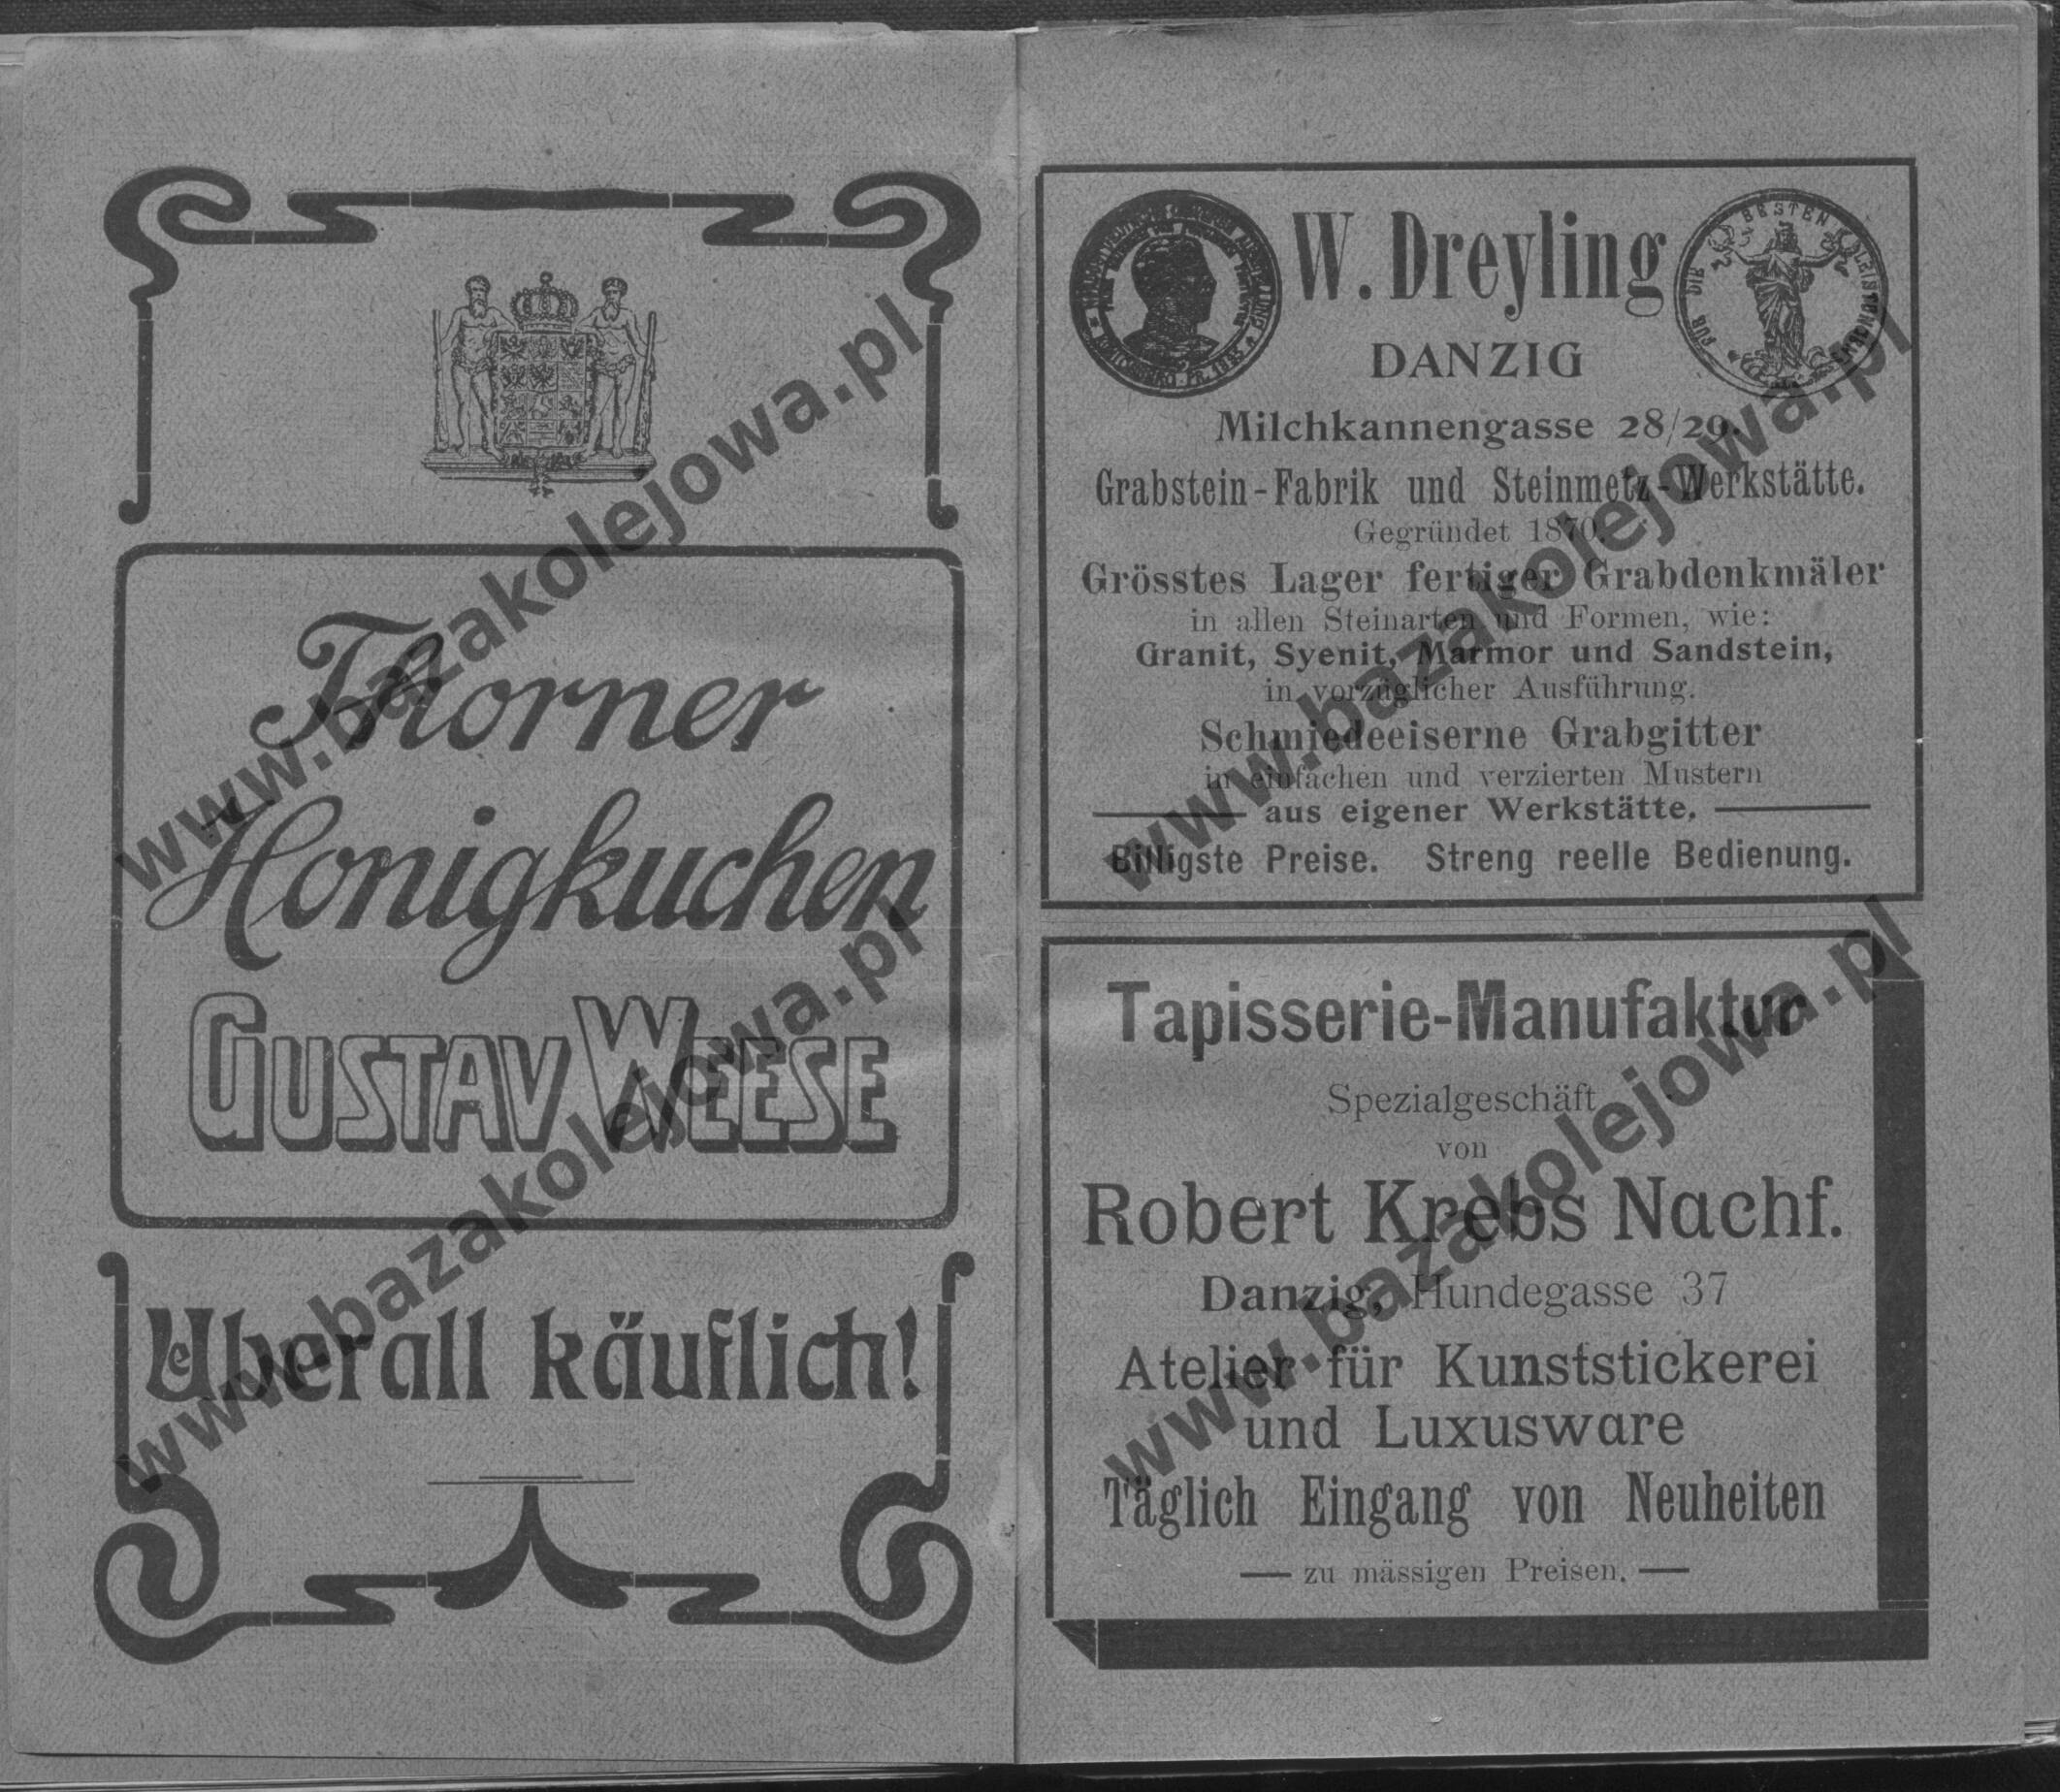 Thorner
Honigkuchen
GUSTAV WEESE
Überall käuflich!
W. Dreyling
DANZIG
FÜR DIE BESTEN LEISTUNGEN
Milchkannengasse 28/29.
Grabstein-Fabrik und Steinmetz-Werkstätte.
Gegründet 1870.
Grösstes Lager fertiger Grabdenkmäler
in allen Steinarten und Formen, wie:
Granit, Syenit, Marmor und Sandstein,
in vorzüglicher Ausführung.
Schmiedeeiserne Grabgitter
in einfachen und verzierten Mustern
aus eigener Werkstätte.
Billigste Preise. Streng reelle Bedienung.
Tapisserie-Manufaktur
Spezialgeschäft
von
Robert Krebs Nachf.
Danzig, Hundegasse 37
Atelier für Kunststickerei
und Luxusware
Täglich Eingang von Neuheiten
zu mässigen Preisen.
www.bazakolejowa.pl
www.bazakolejowa.pl
www.bazakolejowa.pl
www.bazakolejowa.pl